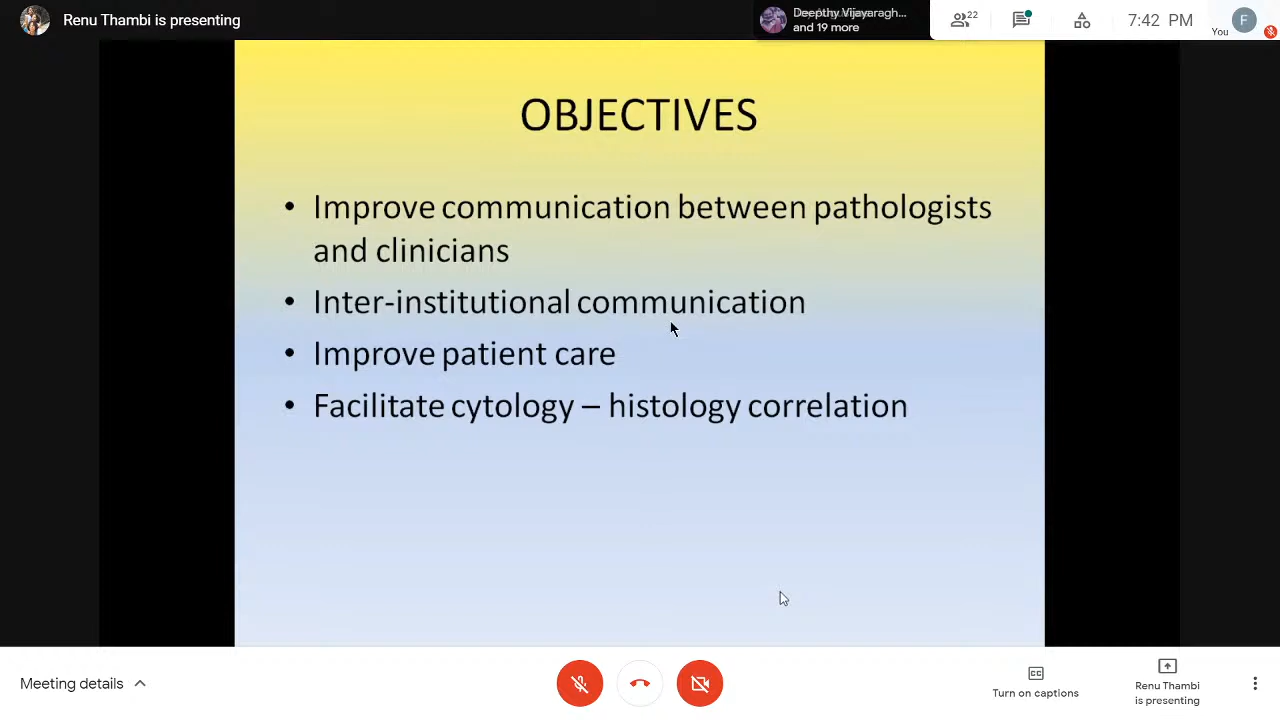 Renu Thambi is presenting
Deepthy Vijayaragh...
and 19 more
22
7:42 PM
You
F
OBJECTIVES
• Improve communication between pathologists
and clinicians
• Inter-institutional communication
• Improve patient care
• Facilitate cytology – histology correlation
Meeting details
CC
Turn on captions
Renu Thambi
is presenting